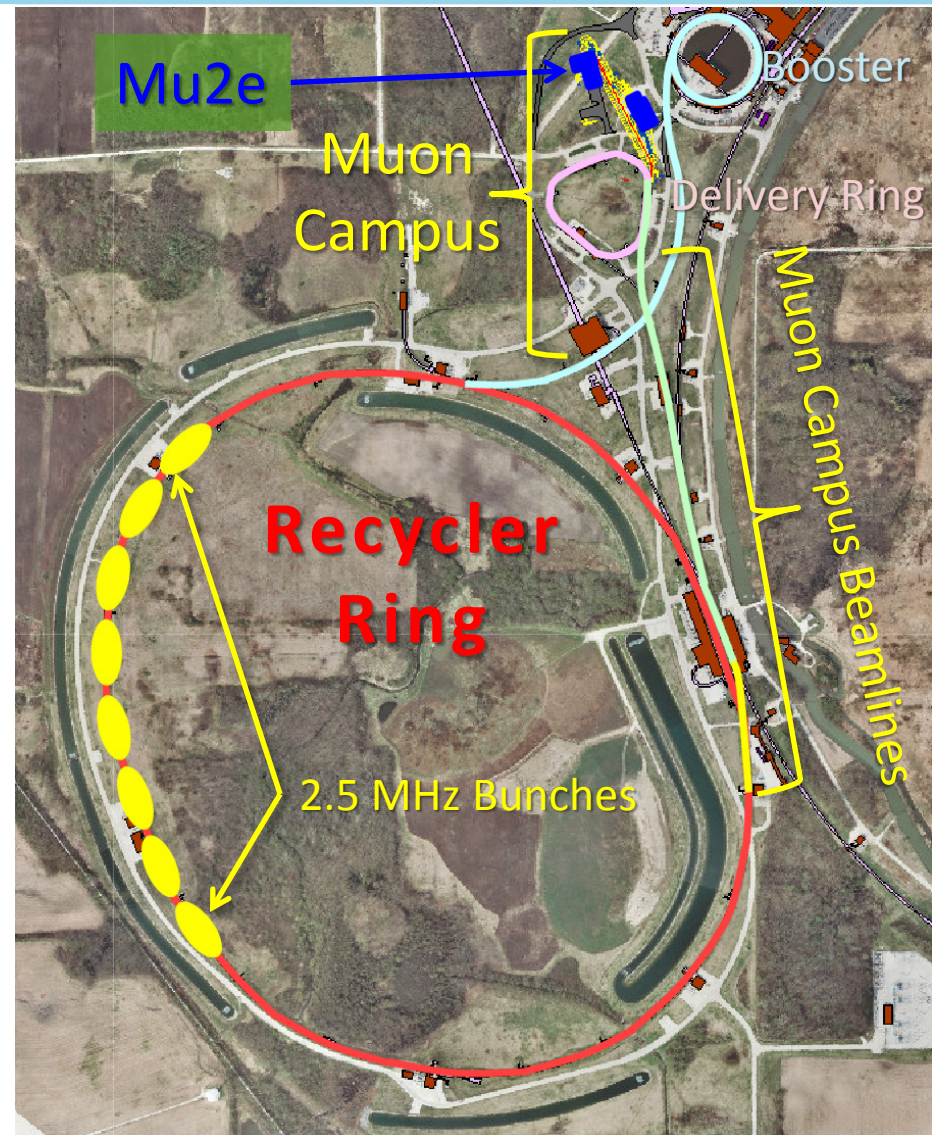 Mu2e
Booster
Muon
Campus
Delivery Ring
Muon Campus Beamlines
Recycler
Ring
2.5 MHz Bunches